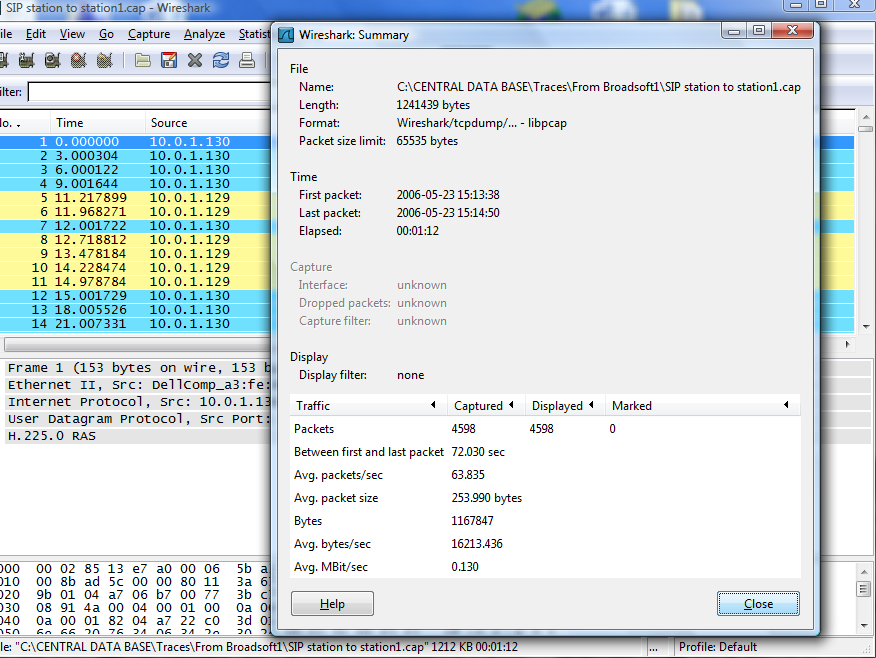 SIP station to station1.cap - Wireshark
ile Edit View Go Capture Analyze Statist
ilter:
lo. . Time Source
1 0.000000 10.0.1.130
2 3.000304 10.0.1.130
3 6.000122 10.0.1.130
4 9.001644 10.0.1.130
5 11.217899 10.0.1.129
6 11.968271 10.0.1.129
7 12.001722 10.0.1.130
8 12.718812 10.0.1.129
9 13.478184 10.0.1.129
10 14.228474 10.0.1.129
11 14.978784 10.0.1.129
12 15.001729 10.0.1.130
13 18.005526 10.0.1.130
14 21.007331 10.0.1.130
Frame 1 (153 bytes on wire, 153 b
Ethernet II, Src: DellComp_a3:fe:
Internet Protocol, Src: 10.0.1.13
User Datagram Protocol, Src Port:
H.225.0 RAS
000 00 02 85 13 e7 a0 00 06 5b a
010 00 8b ad 5c 00 00 80 11 3a 6
020 9b 01 04 a7 06 b7 00 77 3b c
030 08 91 4a 00 04 00 01 00 0a 0
040 0a 00 01 82 04 a7 22 c0 3d 0
050 6e 66 20 76 34 06 34 2e 30 2
Wireshark: Summary
File
Name: C:\CENTRAL DATA BASE\Traces\From Broadsoft1\SIP station to station1.cap
Length: 1241439 bytes
Format: Wireshark/tcpdump/... - libpcap
Packet size limit: 65535 bytes
Time
First packet: 2006-05-23 15:13:38
Last packet: 2006-05-23 15:14:50
Elapsed: 00:01:12
Capture
Interface: unknown
Dropped packets: unknown
Capture filter: unknown
Display
Display filter: none
Traffic Captured Displayed Marked
Packets 4598 4598 0
Between first and last packet 72.030 sec
Avg. packets/sec 63.835
Avg. packet size 253.990 bytes
Bytes 1167847
Avg. bytes/sec 16213.436
Avg. MBit/sec 0.130
Help Close
le: "C:\CENTRAL DATA BASE\Traces\From Broadsoft1\SIP station to station1.cap" 1212 KB 00:01:12 ... Profile: Default